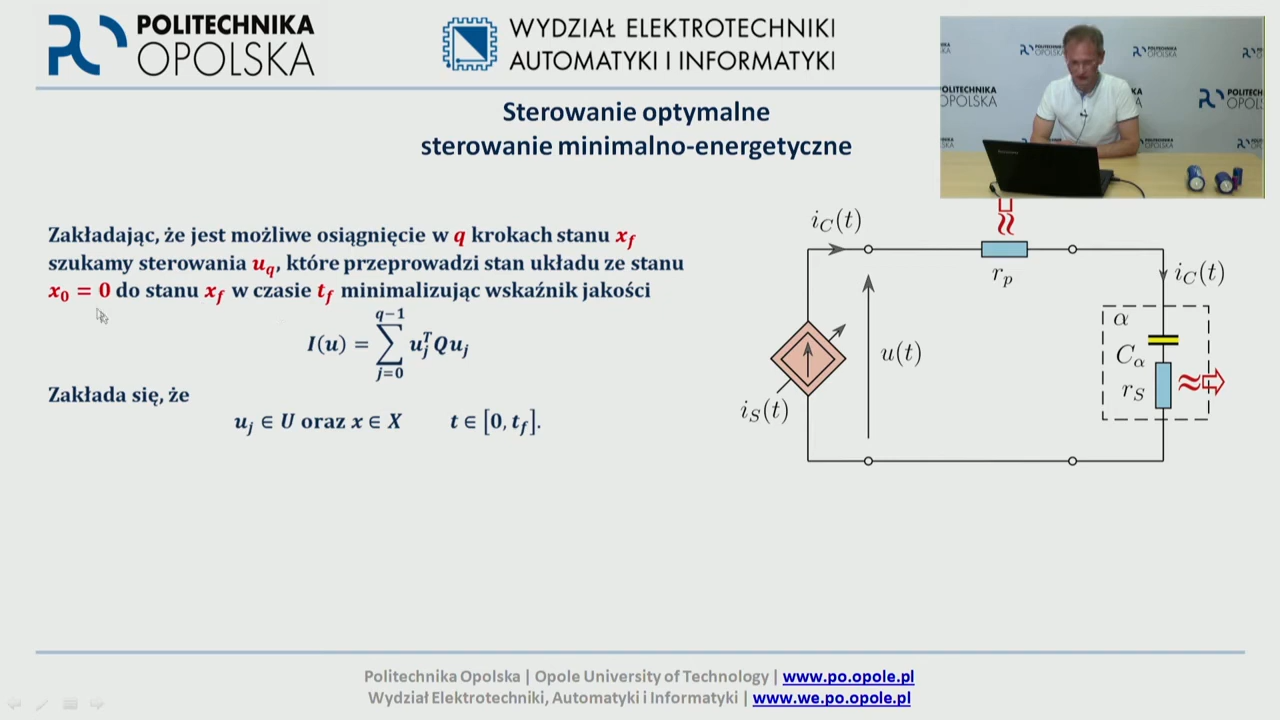 POLITECHNIKA
OPOLSKA
WYDZIAŁ ELEKTROTECHNIKI
AUTOMATYKI I INFORMATYKI
Sterowanie optymalne
sterowanie minimalno-energetyczne
Zakładając, że jest możliwe osiągnięcie w q krokach stanu x_f
szukamy sterowania u_q, które przeprowadzi stan układu ze stanu
x_0 = 0 do stanu x_f w czasie t_f minimalizując wskaźnik jakości
I(u) = \sum_{j=0}^{q-1} u_j^T Q u_j
Zakłada się, że
u_j ∈ U oraz x ∈ X t ∈ [0, t_f].
i_C(t)
r_p
i_C(t)
α
C_α
r_S
u(t)
i_S(t)
Politechnika Opolska | Opole University of Technology | www.po.opole.pl
Wydział Elektrotechniki, Automatyki i Informatyki | www.we.po.opole.pl